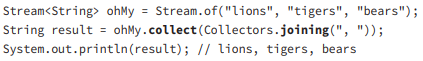 Stream<String> ohMy = Stream.of("lions", "tigers", "bears");
String result = ohMy.collect(Collectors.joining(", "));
System.out.println(result); // lions, tigers, bears